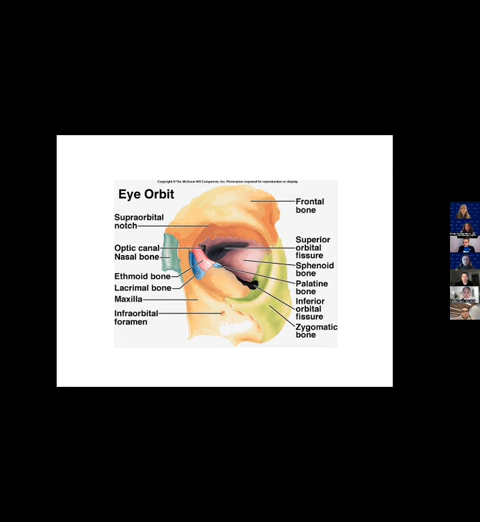 Copyright © The McGraw-Hill Companies, Inc. Permission required for reproduction or display.
Eye Orbit
Supraorbital
notch
Optic canal
Nasal bone
Ethmoid bone
Lacrimal bone
Maxilla
Infraorbital
foramen
Frontal
bone
Superior
orbital
fissure
Sphenoid
bone
Palatine
bone
Inferior
orbital
fissure
Zygomatic
bone